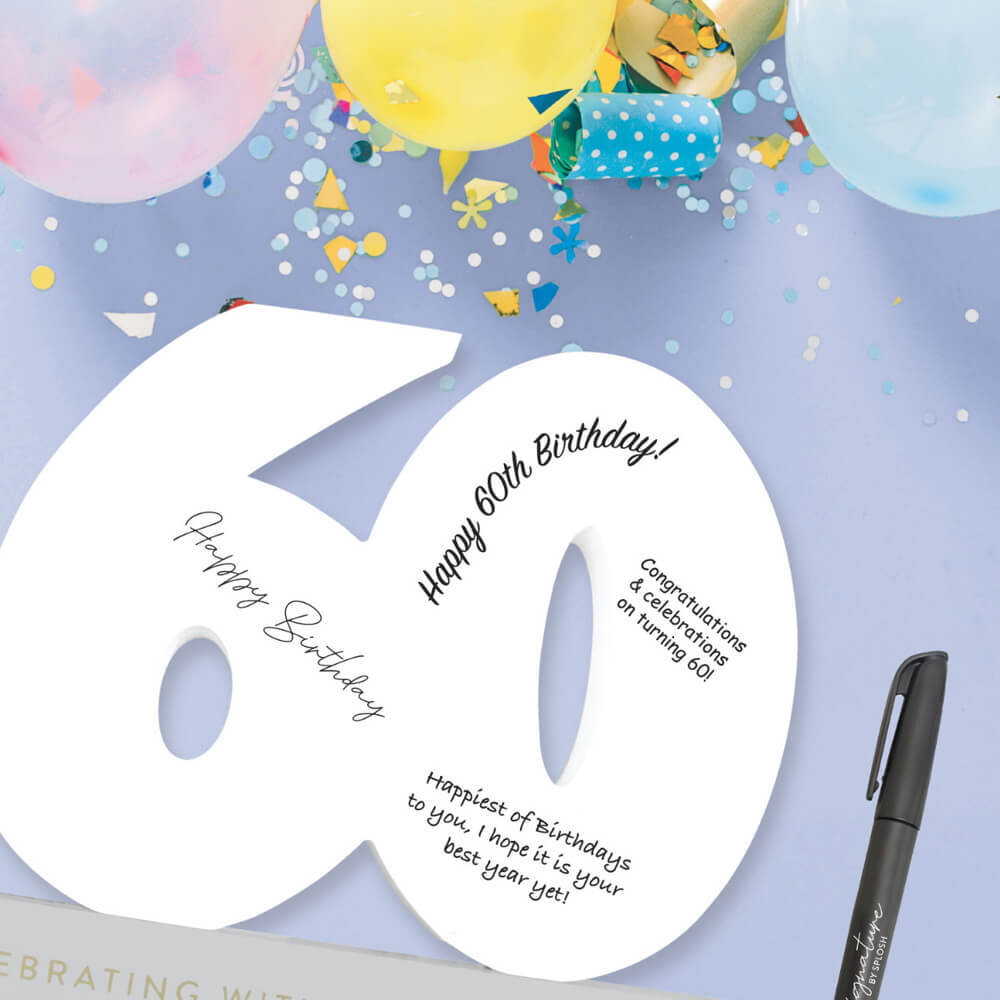 60
Happy Birthday
Happy 60th Birthday!
Congratulations
& celebrations
on turning 60!
Happiest of Birthdays
to you, I hope it is your
best year yet!
EBRATING WIT
gnature
BY SPLOSH